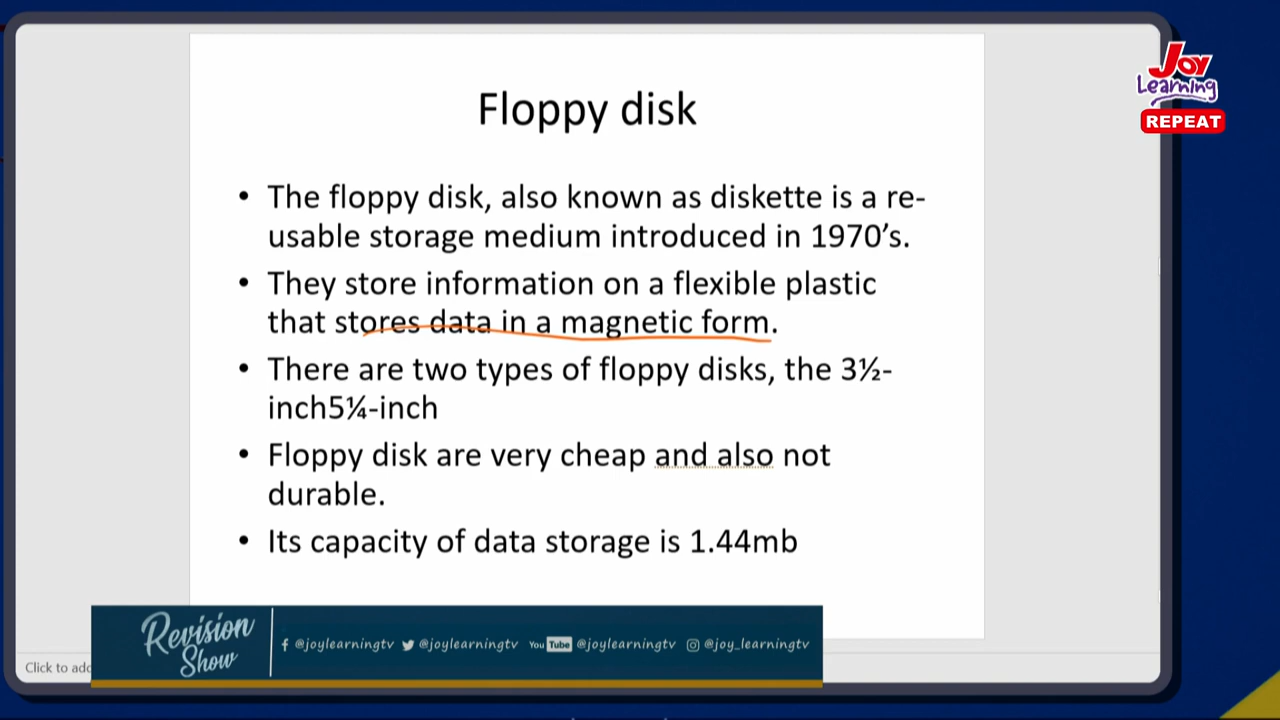 Joy
Learning
REPEAT
Floppy disk
• The floppy disk, also known as diskette is a re-
usable storage medium introduced in 1970’s.
• They store information on a flexible plastic
that stores data in a magnetic form.
• There are two types of floppy disks, the 3½-
inch5¼-inch
• Floppy disk are very cheap and also not
durable.
• Its capacity of data storage is 1.44mb
Revision
Show
@joylearningtv @joylearningtv YouTube @joylearningtv @joy_learningtv
Click to add